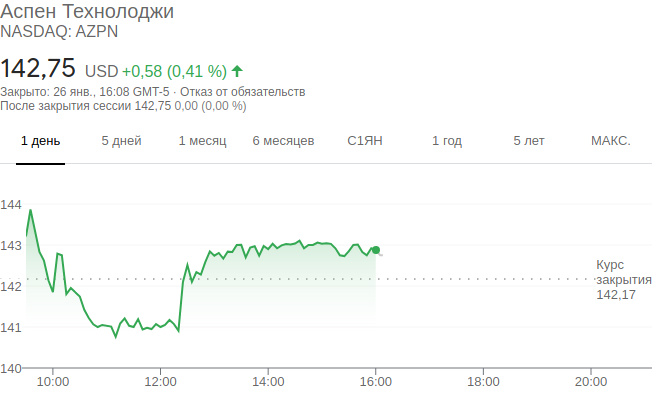 Аспен Технолоджи
NASDAQ: AZPN
142,75 USD +0,58 (0,41 %)
Закрыто: 26 янв., 16:08 GMT-5 · Отказ от обязательств
После закрытия сессии 142,75 0,00 (0,00 %)
1 день 5 дней 1 месяц 6 месяцев С1ЯН 1 год 5 лет МАКС.
144
143
142
141
140
Курс
закрытия
142,17
10:00 12:00 14:00 16:00 18:00 20:00